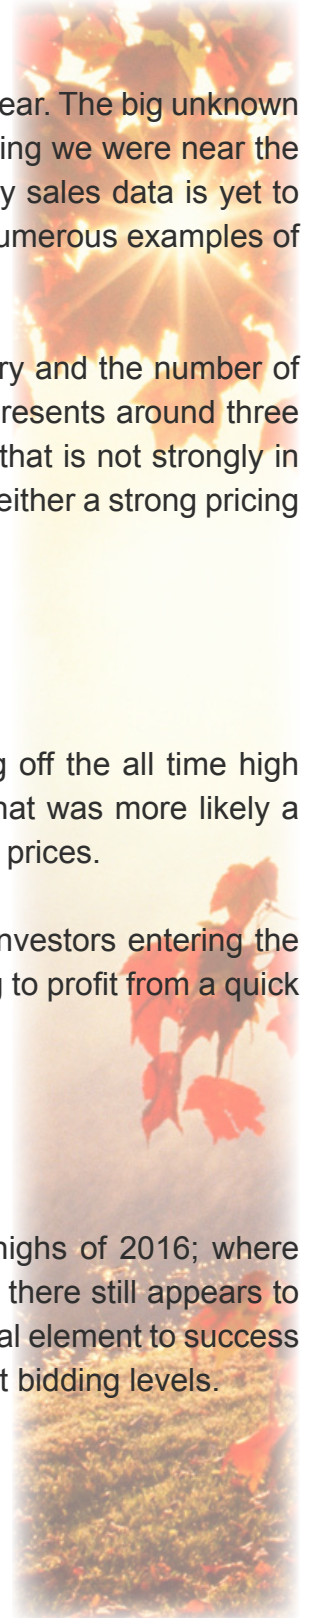 ear. The big unknown
ing we were near the
y sales data is yet to
umerous examples of
ry and the number of
resents around three
that is not strongly in
either a strong pricing
g off the all time high
hat was more likely a
prices.
nvestors entering the
g to profit from a quick
highs of 2016; where
there still appears to
al element to success
t bidding levels.